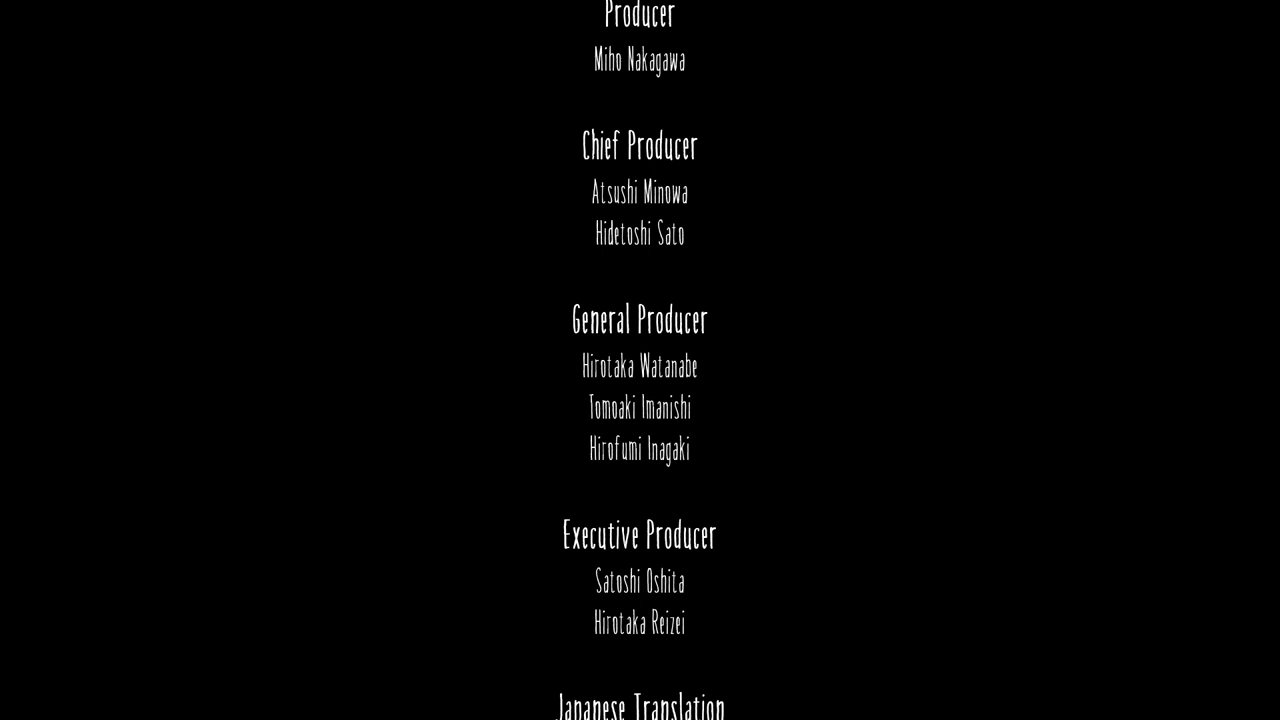 Producer
Miho Nakagawa
Chief Producer
Atsushi Minowa
Hidetoshi Sato
General Producer
Hirotaka Watanabe
Tomoaki Imanishi
Hirofumi Inagaki
Executive Producer
Satoshi Oshita
Hirotaka Reizei
Japanese Translation